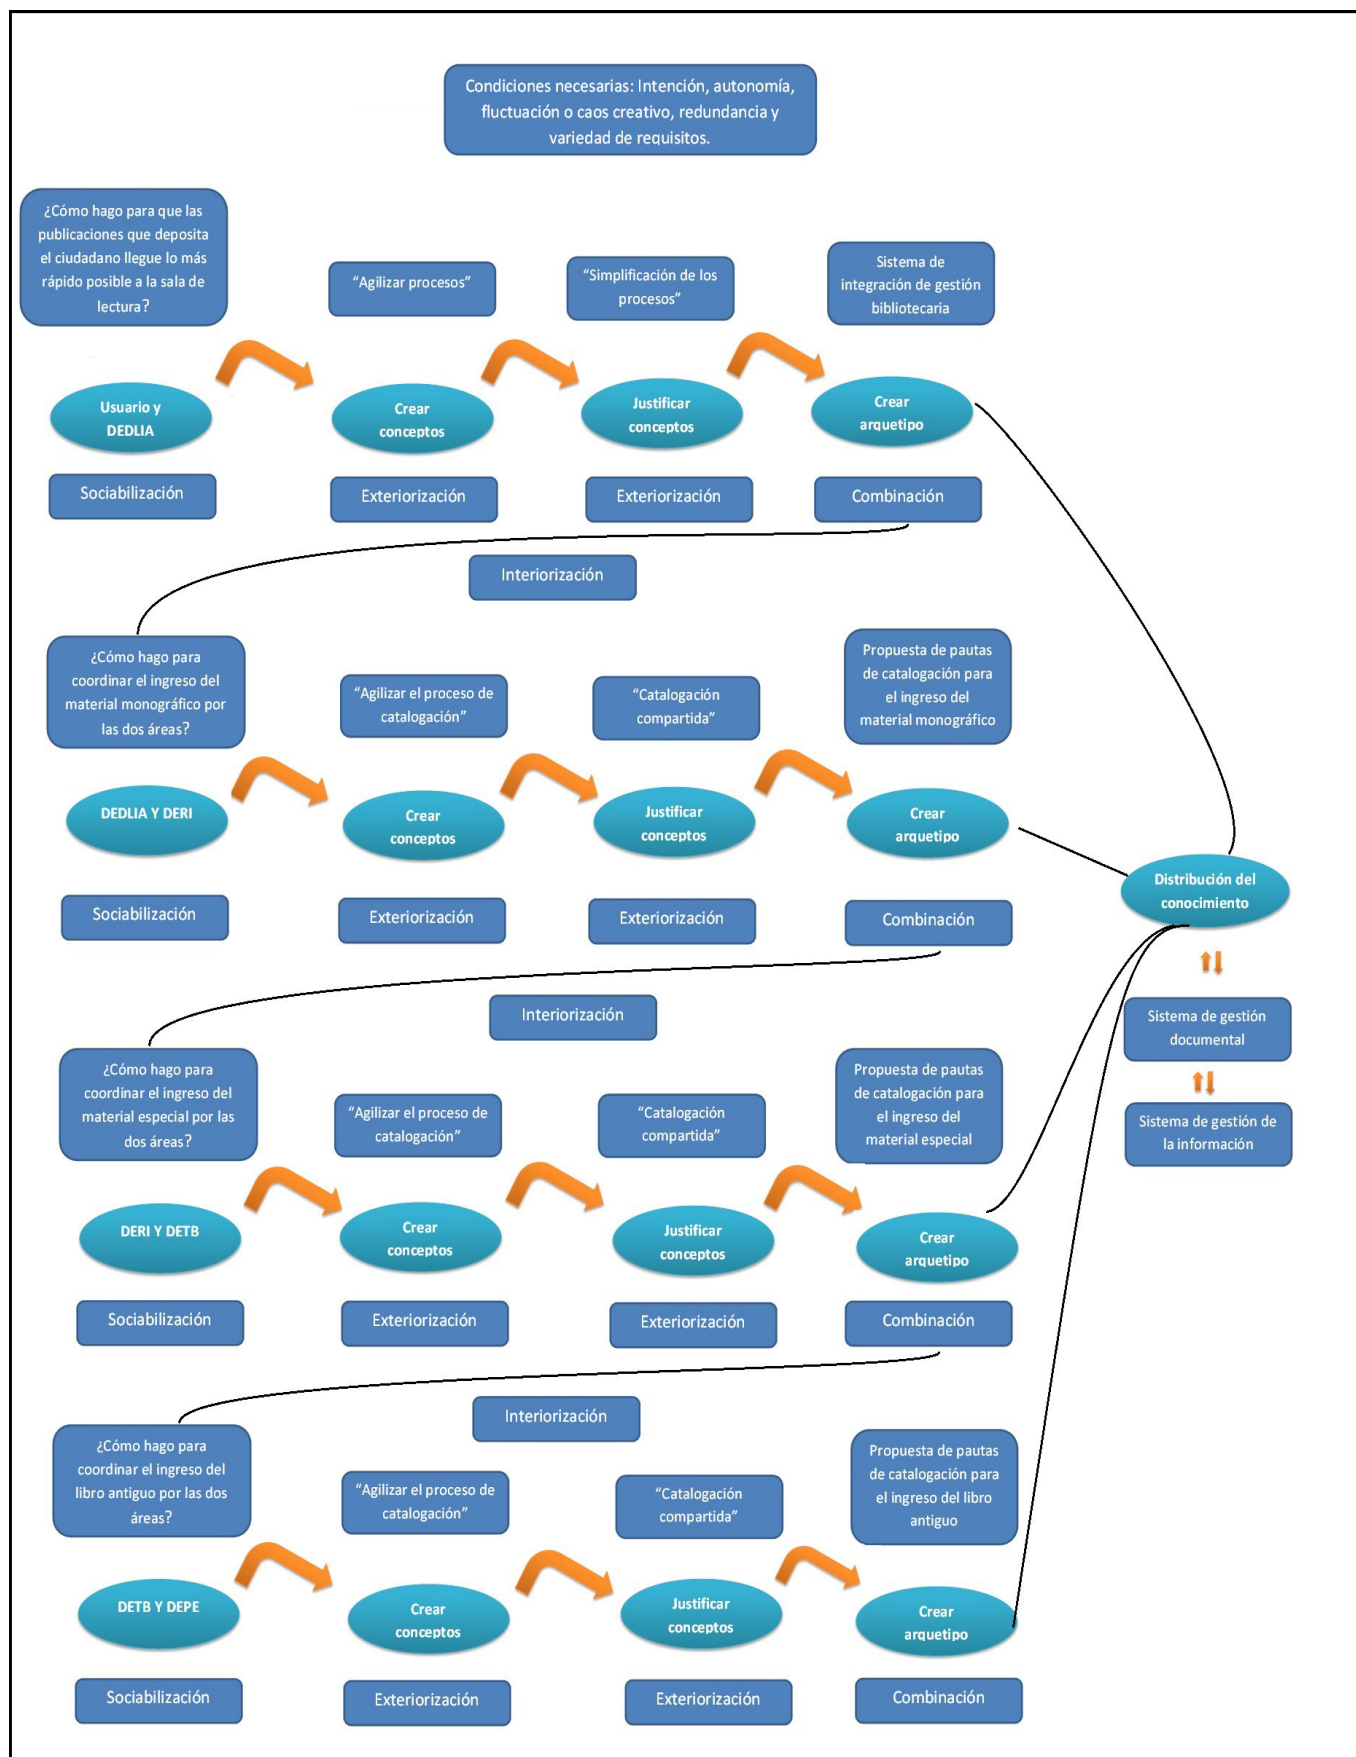 Condiciones necesarias: Intención, autonomía,
fluctuación o caos creativo, redundancia y
variedad de requisitos.
¿Cómo hago para que las
publicaciones que deposita
el ciudadano llegue lo más
rápido posible a la sala de
lectura?
“Agilizar procesos”
“Simplificación de los
procesos”
Sistema de
integración de gestión
bibliotecaria
Usuario y
DEDLIA
Crear
conceptos
Justificar
conceptos
Crear
arquetipo
Sociabilización
Exteriorización
Exteriorización
Combinación
Interiorización
¿Cómo hago para
coordinar el ingreso del
material monográfico por
las dos áreas?
“Agilizar el proceso de
catalogación”
“Catalogación
compartida”
Propuesta de pautas
de catalogación para
el ingreso del
material monográfico
DEDLIA Y DERI
Crear
conceptos
Justificar
conceptos
Crear
arquetipo
Distribución del
conocimiento
Sociabilización
Exteriorización
Exteriorización
Combinación
Interiorización
Sistema de gestión
documental
¿Cómo hago para
coordinar el ingreso del
material especial por las
dos áreas?
“Agilizar el proceso de
catalogación”
“Catalogación
compartida”
Propuesta de pautas
de catalogación para
el ingreso del
material especial
Sistema de gestión de
la información
DERI Y DETB
Crear
conceptos
Justificar
conceptos
Crear
arquetipo
Sociabilización
Exteriorización
Exteriorización
Combinación
Interiorización
¿Cómo hago para
coordinar el ingreso del
libro antiguo por las dos
áreas?
“Agilizar el proceso de
catalogación”
“Catalogación
compartida”
Propuesta de pautas
de catalogación para
el ingreso del libro
antiguo
DETB Y DEPE
Crear
conceptos
Justificar
conceptos
Crear
arquetipo
Sociabilización
Exteriorización
Exteriorización
Combinación